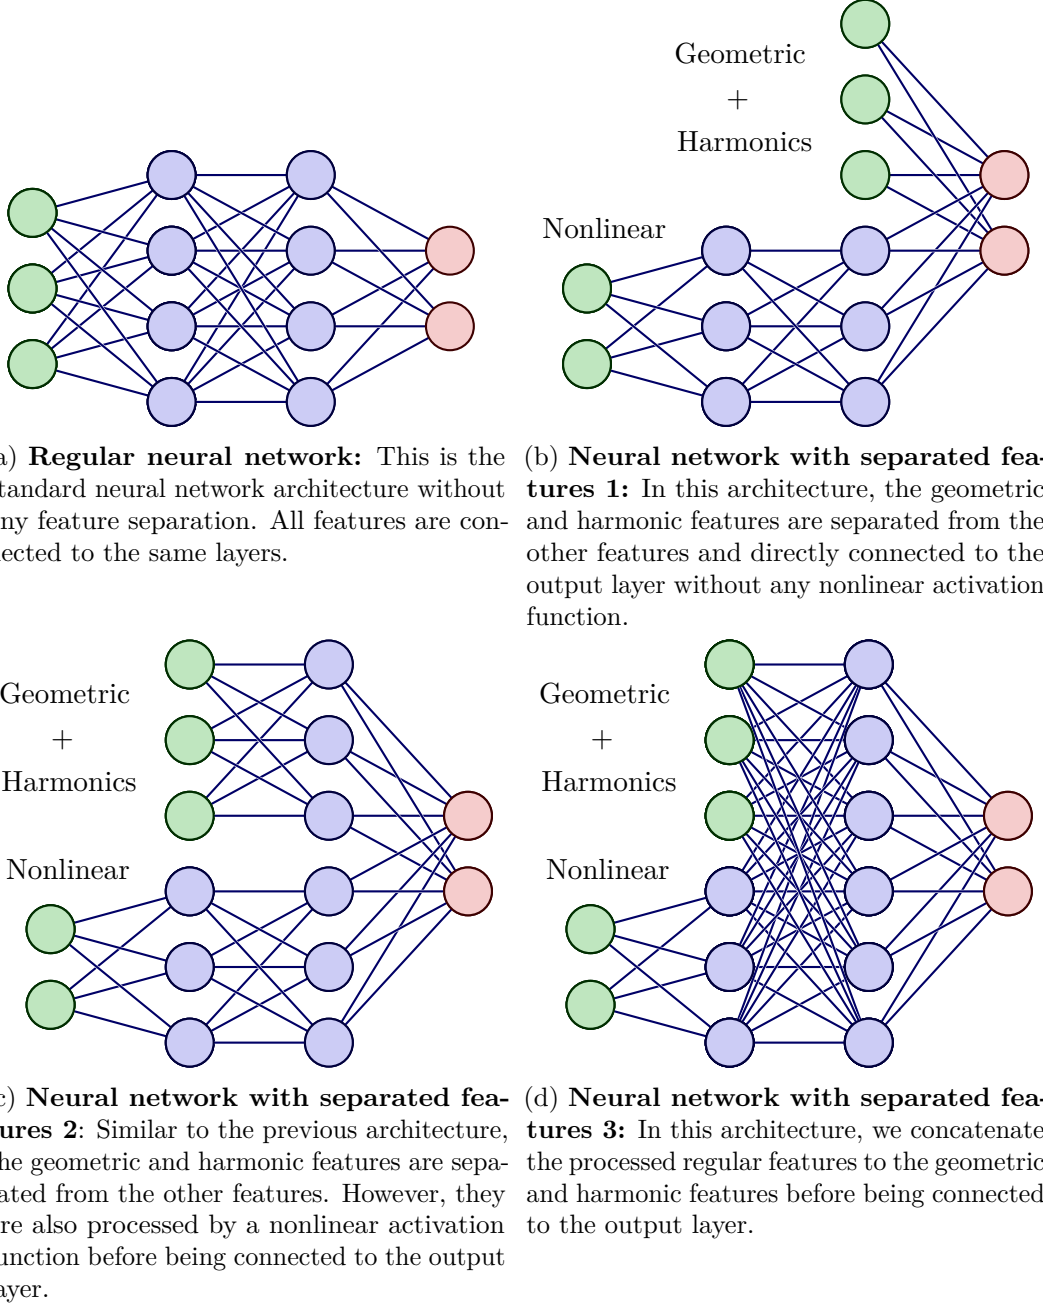 Geometric
+
Harmonics
Nonlinear
a) Regular neural network: This is the
tandard neural network architecture without
ny feature separation. All features are con-
nected to the same layers.
(b) Neural network with separated fea-
tures 1: In this architecture, the geometric
and harmonic features are separated from the
other features and directly connected to the
output layer without any nonlinear activation
function.
Geometric
+
Harmonics
Nonlinear
Geometric
+
Harmonics
Nonlinear
c) Neural network with separated fea-
ures 2: Similar to the previous architecture,
he geometric and harmonic features are sepa-
ated from the other features. However, they
re also processed by a nonlinear activation
unction before being connected to the output
ayer.
(d) Neural network with separated fea-
tures 3: In this architecture, we concatenate
the processed regular features to the geometric
and harmonic features before being connected
to the output layer.